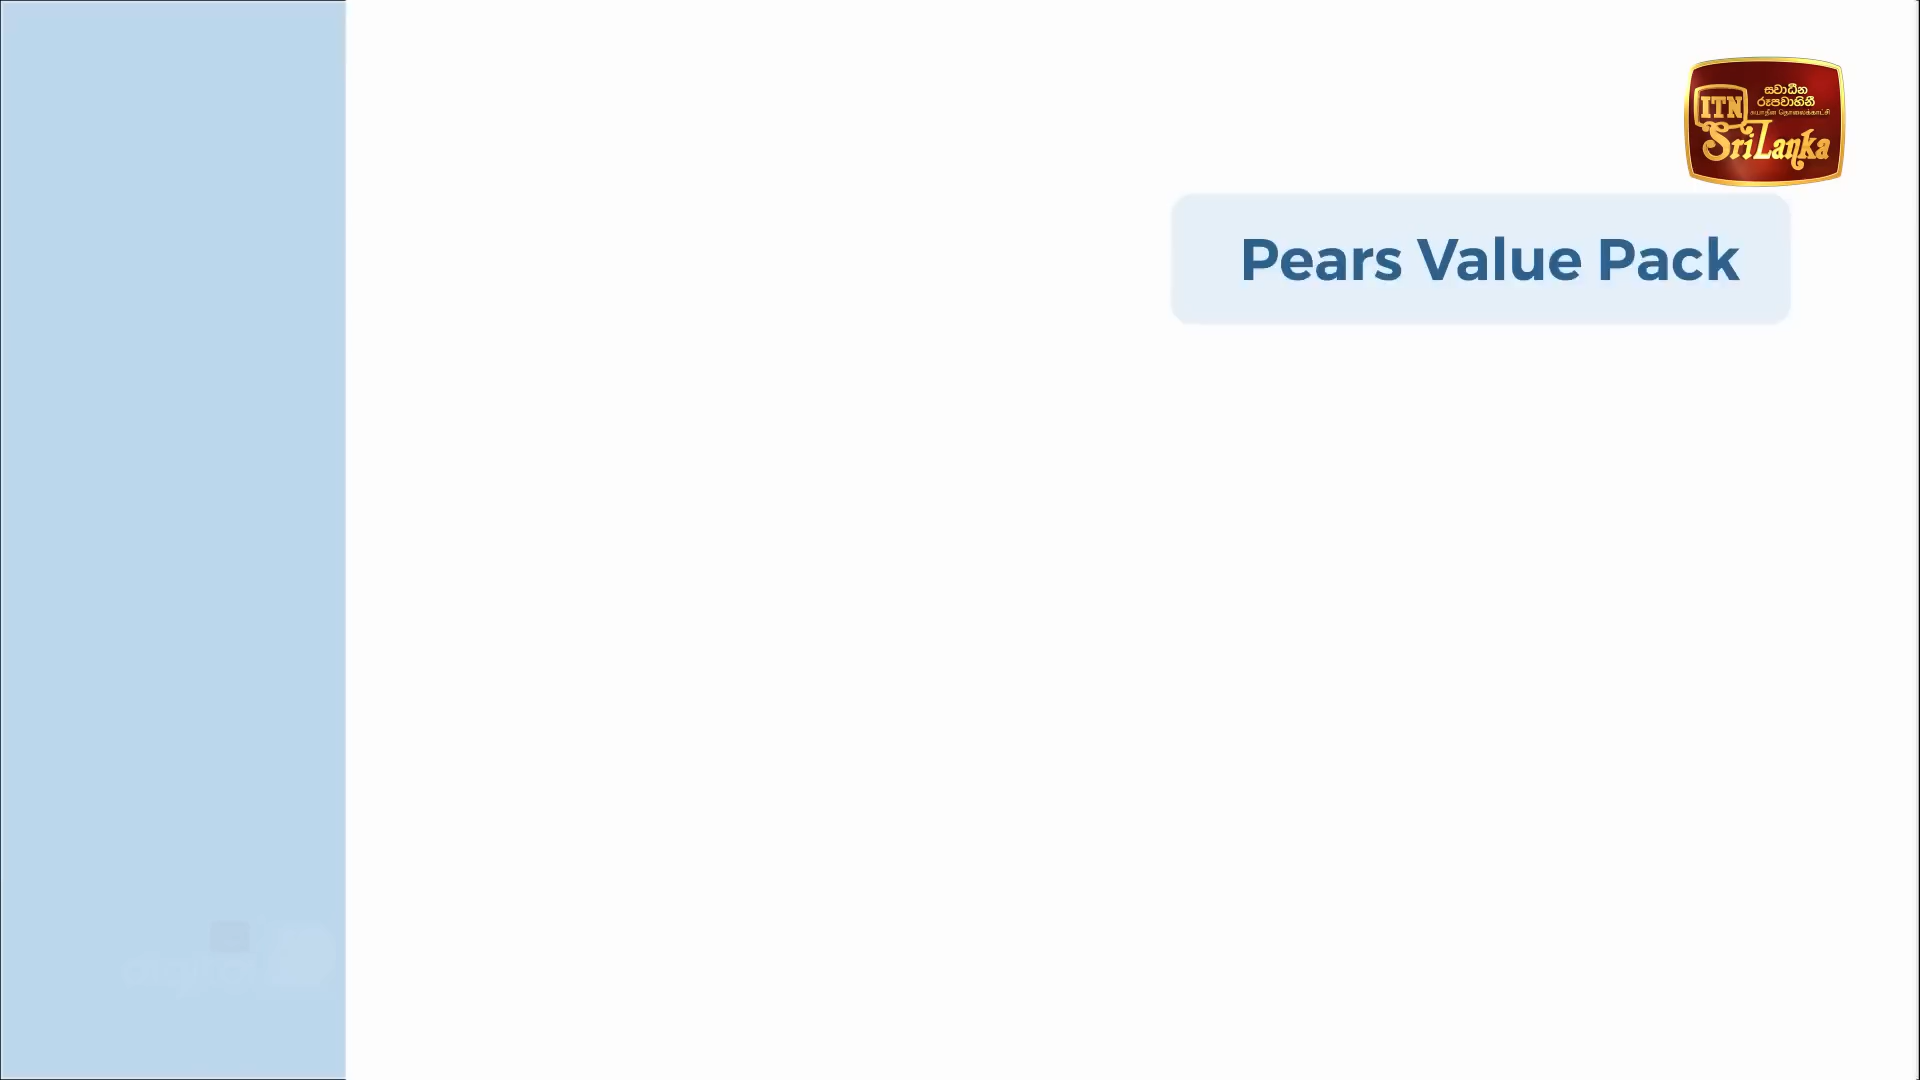 ස්වාධීන
රූපවාහිනී
ITN
சுயாதீன தொலைக்காட்சி
SriLanka
Pears Value Pack